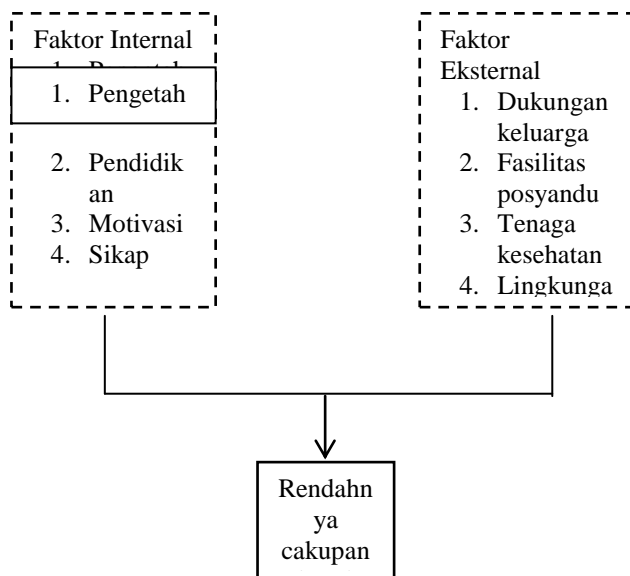 Faktor Internal
1. Pengetah
2. Pendidik
an
3. Motivasi
4. Sikap
Faktor
Eksternal
1. Dukungan
keluarga
2. Fasilitas
posyandu
3. Tenaga
kesehatan
4. Lingkunga
Rendahn
ya
cakupan